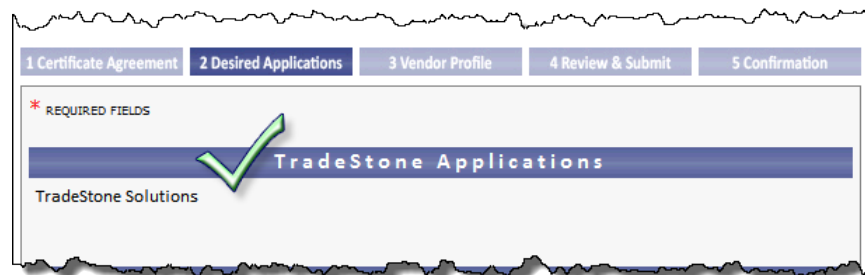 1 Certificate Agreement 2 Desired Applications 3 Vendor Profile 4 Review & Submit 5 Confirmation
* REQUIRED FIELDS
TradeStone Applications
TradeStone Solutions